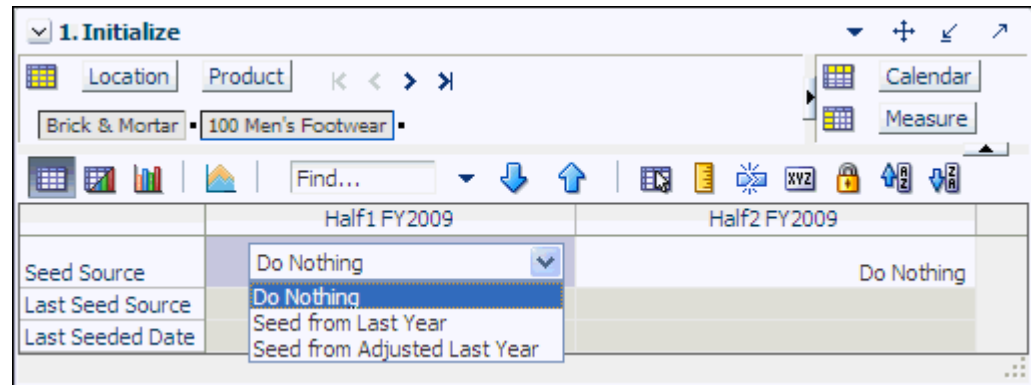 1. Initialize
Location Product Calendar
Brick & Mortar 100 Men's Footwear Measure
Find... XYZ A Z Z A
Half1 FY2009 Half2 FY2009
Seed Source Do Nothing Do Nothing
Do Nothing
Last Seed Source Seed from Last Year
Last Seeded Date Seed from Adjusted Last Year